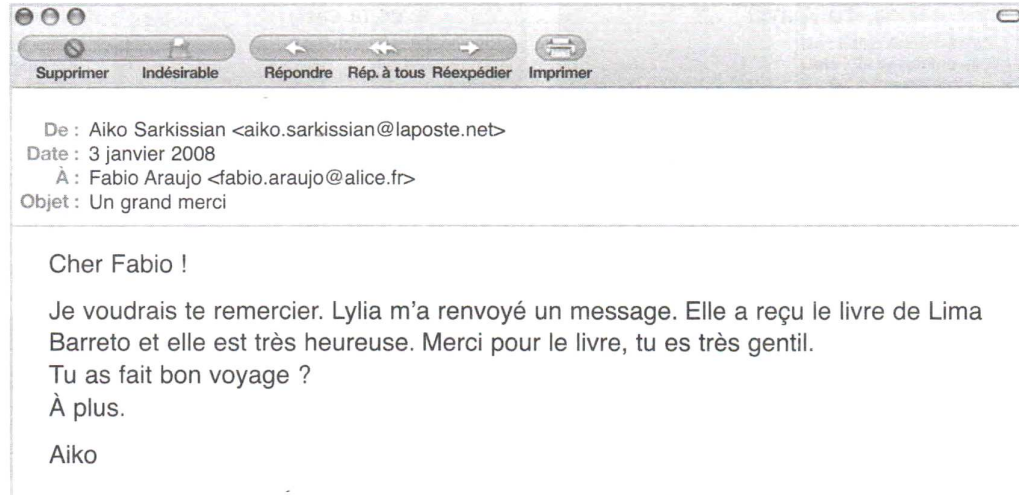 Supprimer Indésirable Répondre Rép. à tous Réexpédier Imprimer
De : Aiko Sarkissian <aiko.sarkissian@laposte.net>
Date : 3 janvier 2008
À : Fabio Araujo <fabio.araujo@alice.fr>
Objet : Un grand merci
Cher Fabio !
Je voudrais te remercier. Lylia m'a renvoyé un message. Elle a reçu le livre de Lima
Barreto et elle est très heureuse. Merci pour le livre, tu es très gentil.
Tu as fait bon voyage ?
À plus.
Aiko